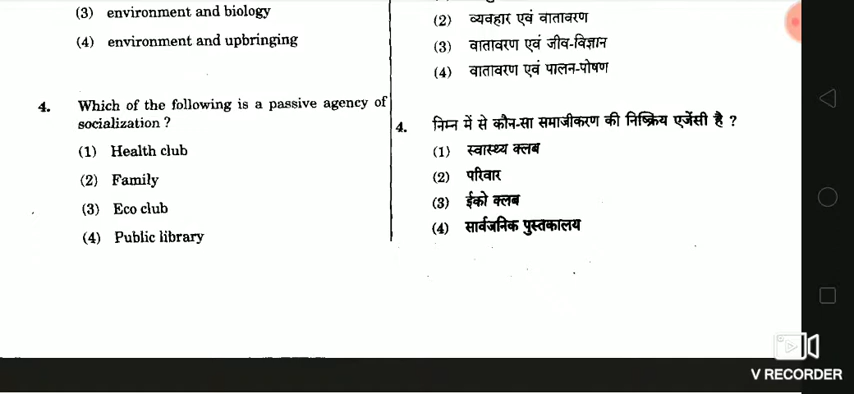 (3) environment and biology
(4) environment and upbringing
4. Which of the following is a passive agency of
socialization ?
(1) Health club
(2) Family
(3) Eco club
(4) Public library
(2) व्यवहार एवं वातावरण
(3) वातावरण एवं जीव-विज्ञान
(4) वातावरण एवं पालन-पोषण
4. निम्न में से कौन-सा समाजीकरण की निष्क्रिय एजेंसी है ?
(1) स्वास्थ्य क्लब
(2) परिवार
(3) ईको क्लब
(4) सार्वजनिक पुस्तकालय
V RECORDER